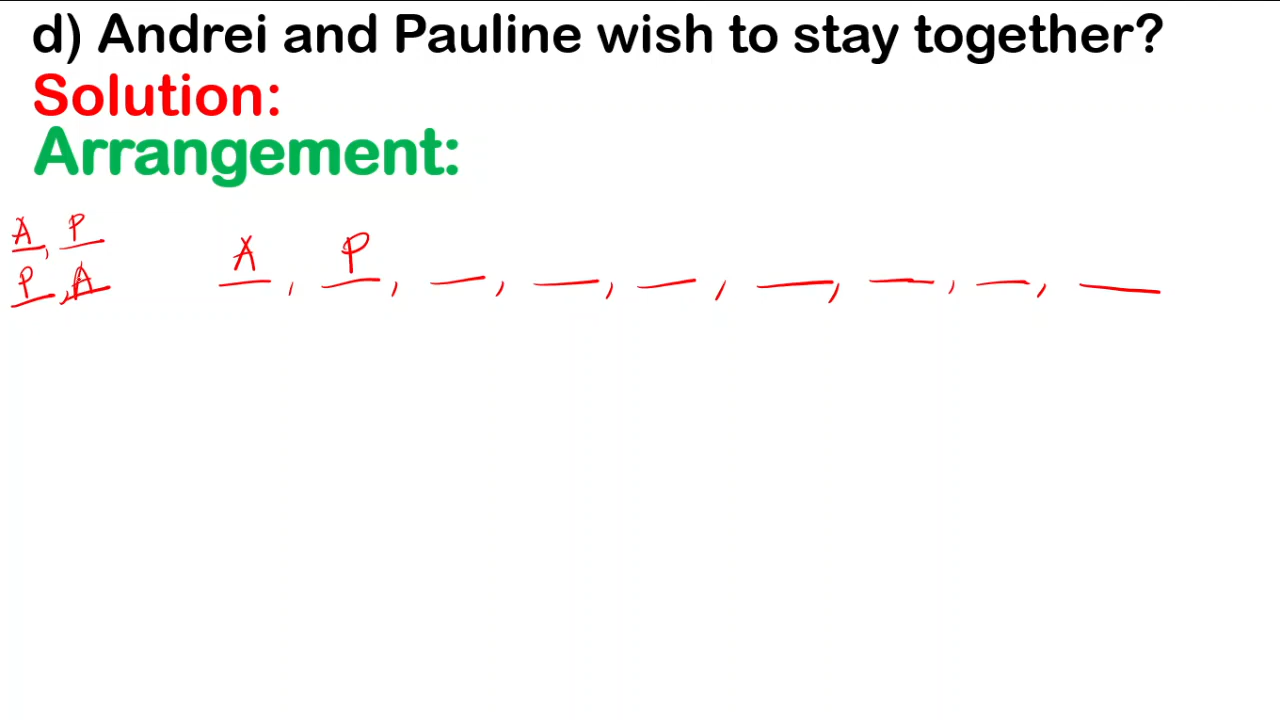 d) Andrei and Pauline wish to stay together?
Solution:
Arrangement:
A, P
P, A
A, P, _, _, _, _, _, _, _